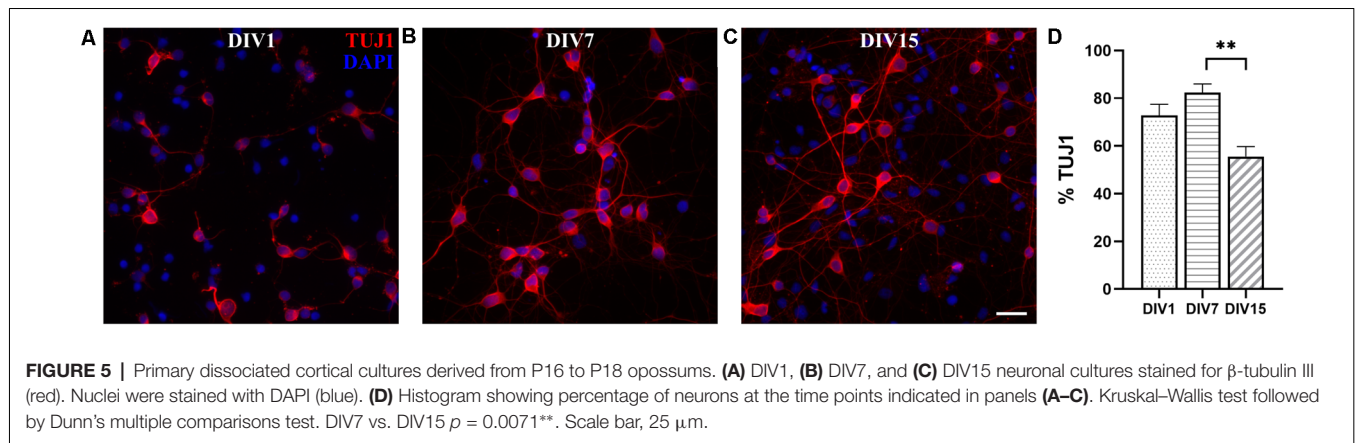 A DIV1 TUJ1 DAPI
B DIV7
C DIV15
D
**
100
80
60
40
20
0
% TUJ1
DIV1 DIV7 DIV15
FIGURE 5 | Primary dissociated cortical cultures derived from P16 to P18 opossums. (A) DIV1, (B) DIV7, and (C) DIV15 neuronal cultures stained for β-tubulin III
(red). Nuclei were stained with DAPI (blue). (D) Histogram showing percentage of neurons at the time points indicated in panels (A–C). Kruskal–Wallis test followed
by Dunn's multiple comparisons test. DIV7 vs. DIV15 p = 0.0071**. Scale bar, 25 μm.